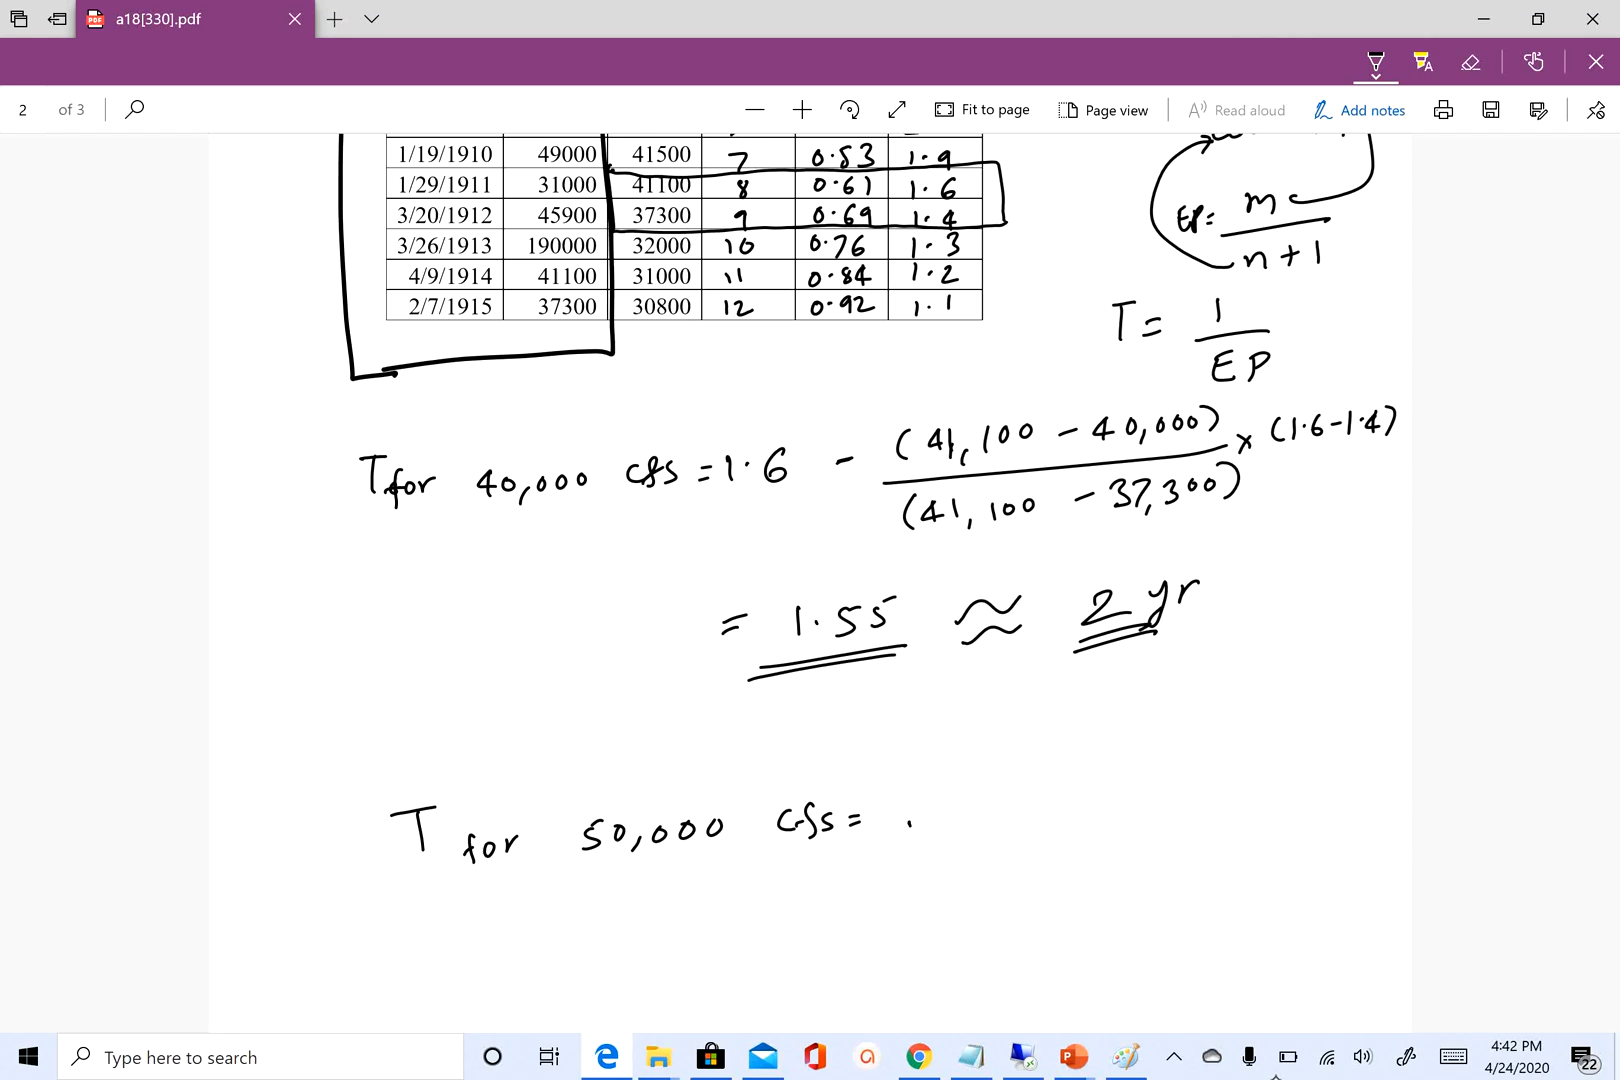 a18[330].pdf
2 of 3
Fit to page
Page view
Read aloud
Add notes
1/19/1910 49000 41500 7 0.53 1.9
1/29/1911 31000 41100 8 0.61 1.6
3/20/1912 45900 37300 9 0.69 1.4
3/26/1913 190000 32000 10 0.76 1.3
4/9/1914 41100 31000 11 0.84 1.2
2/7/1915 37300 30800 12 0.92 1.1
EP = m
n + 1
T = 1
EP
T for 40,000 cfs = 1.6 - (41,100 - 40,000) x (1.6-1.4)
(41,100 - 37,300)
= 1.55 ≈ 2 yr
T for 50,000 cfs = .
Type here to search
4:42 PM
4/24/2020
22